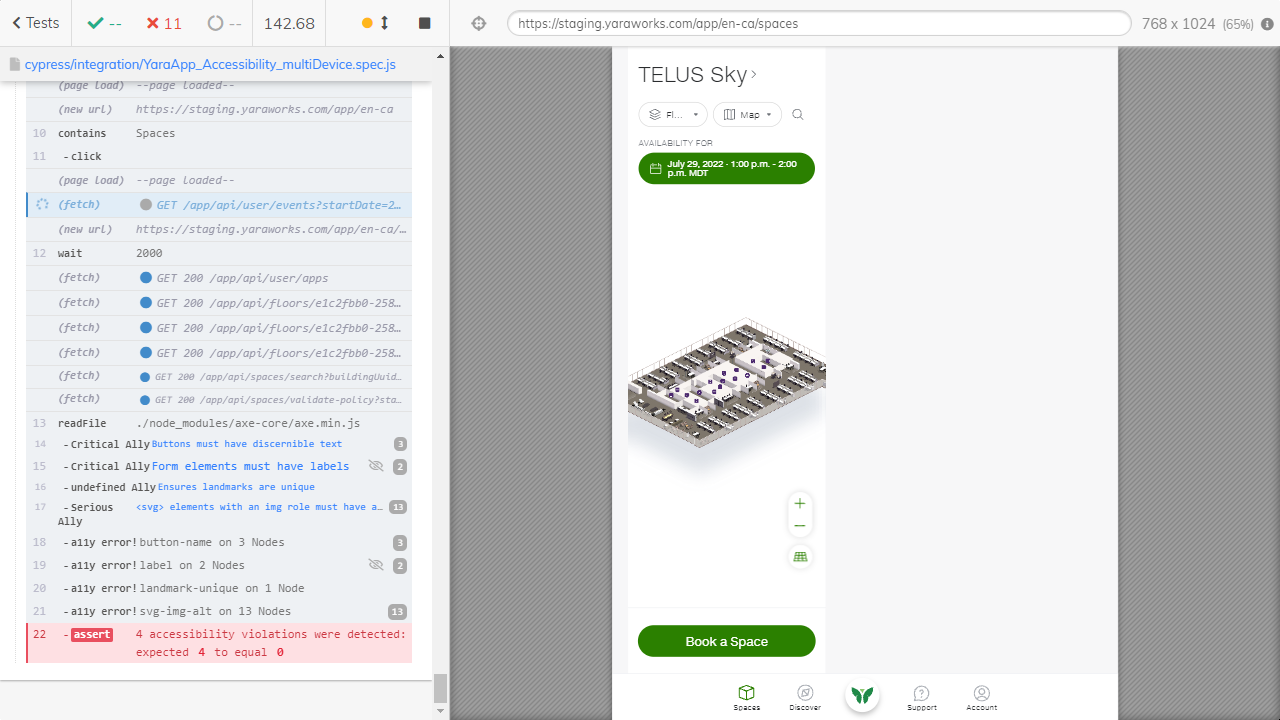 Tests
--
11
--
142.68
https://staging.yaraworks.com/app/en-ca/spaces
768 x 1024 (65%)
cypress/integration/YaraApp_Accessibility_multiDevice.spec.js
(page load) --page loaded--
(new url) https://staging.yaraworks.com/app/en-ca
10 contains Spaces
11 -click
(page load) --page loaded--
(fetch) GET /app/api/user/events?startDate=2…
(new url) https://staging.yaraworks.com/app/en-ca/…
12 wait 2000
(fetch) GET 200 /app/api/user/apps
(fetch) GET 200 /app/api/floors/e1c2fbb0-258…
(fetch) GET 200 /app/api/floors/e1c2fbb0-258…
(fetch) GET 200 /app/api/floors/e1c2fbb0-258…
(fetch) GET 200 /app/api/spaces/search?buildingUuid…
(fetch) GET 200 /app/api/spaces/validate-policy?sta…
13 readFile ./node_modules/axe-core/axe.min.js
14 -Critical Ally Buttons must have discernible text 3
15 -Critical Ally Form elements must have labels 2
16 -undefined Ally Ensures landmarks are unique
17 -Serious Ally <svg> elements with an img role must have a… 13
18 -a11y error! button-name on 3 Nodes 3
19 -a11y error! label on 2 Nodes 2
20 -a11y error! landmark-unique on 1 Node
21 -a11y error! svg-img-alt on 13 Nodes 13
22 -assert 4 accessibility violations were detected:
expected 4 to equal 0
TELUS Sky
Fl...
Map
AVAILABILITY FOR
July 29, 2022 · 1:00 p.m. - 2:00
p.m. MDT
Book a Space
Spaces
Discover
Support
Account